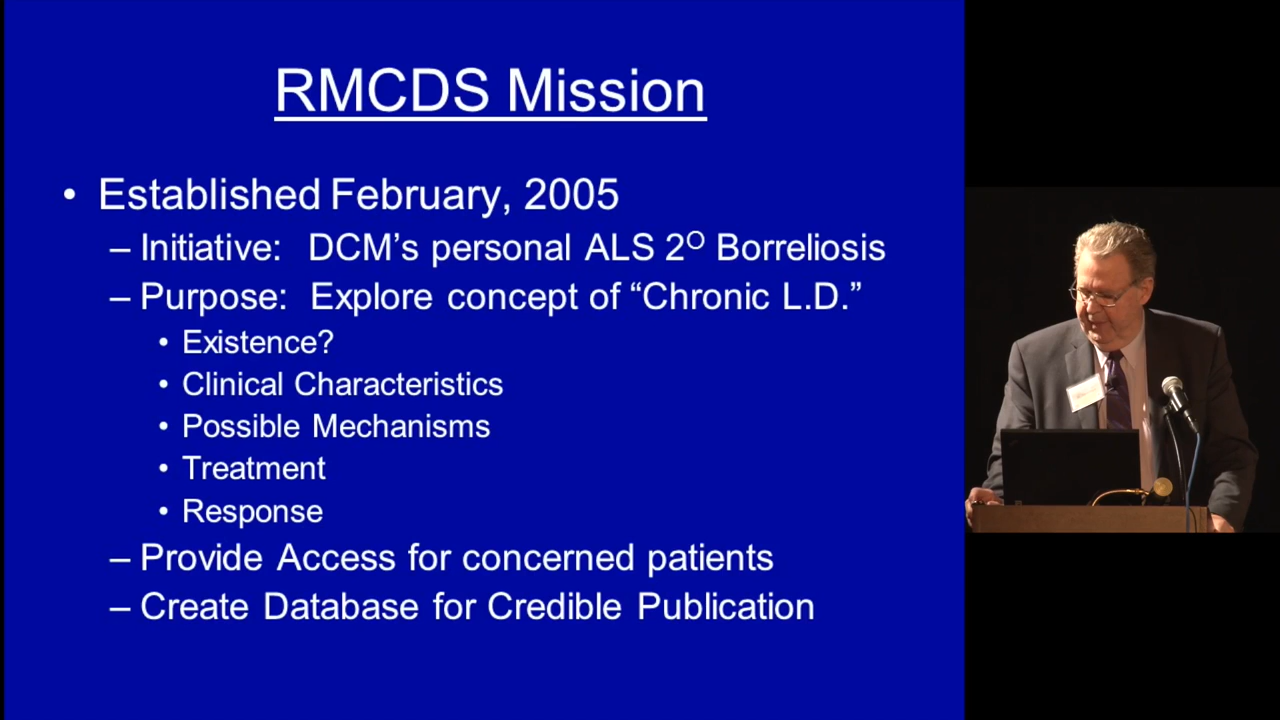 RMCDS Mission
• Established February, 2005
– Initiative: DCM's personal ALS 2º Borreliosis
– Purpose: Explore concept of “Chronic L.D.”
• Existence?
• Clinical Characteristics
• Possible Mechanisms
• Treatment
• Response
– Provide Access for concerned patients
– Create Database for Credible Publication